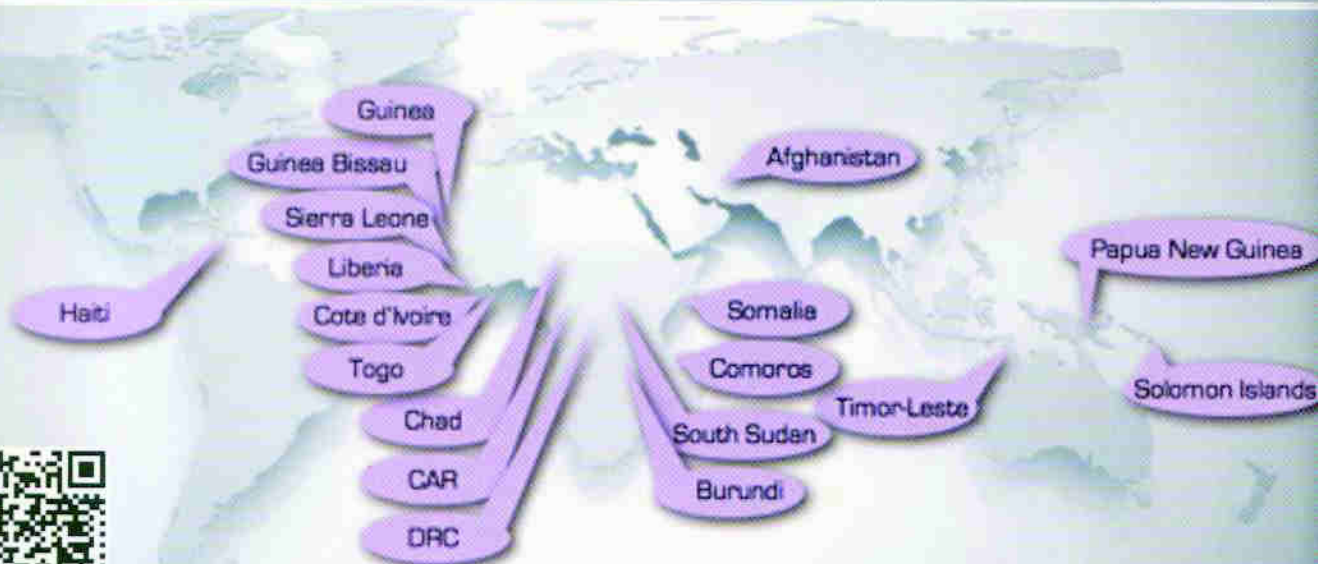 Guinea
Guinea Bissau
Sierra Leone
Liberia
Cote d'Ivoire
Togo
Haiti
Chad
CAR
DRC
Afghanistan
Somalia
Comoros
South Sudan
Burundi
Timor-Leste
Papua New Guinea
Solomon Islands